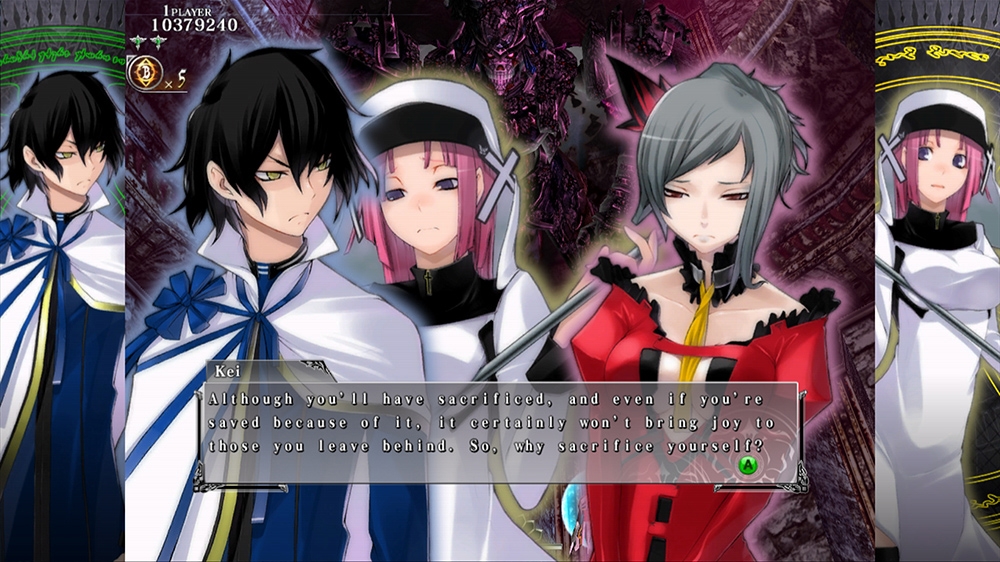 1PLAYER
10379240
B
×5
Kei
Although you'll have sacrificed, and even if you're
saved because of it, it certainly won't bring joy to
those you leave behind. So, why sacrifice yourself?
A